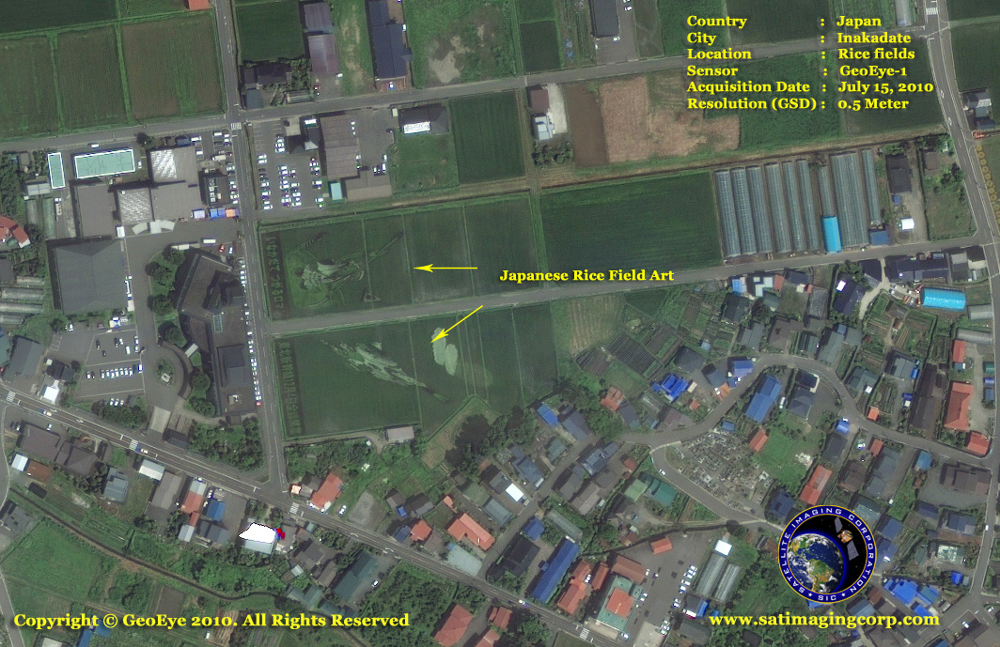 Country : Japan
City : Inakadate
Location : Rice fields
Sensor : GeoEye-1
Acquisition Date : July 15, 2010
Resolution (GSD) : 0.5 Meter
Japanese Rice Field Art
SATELLITE IMAGING CORPORATION
SIC
Copyright © GeoEye 2010. All Rights Reserved
www.satimagingcorp.com